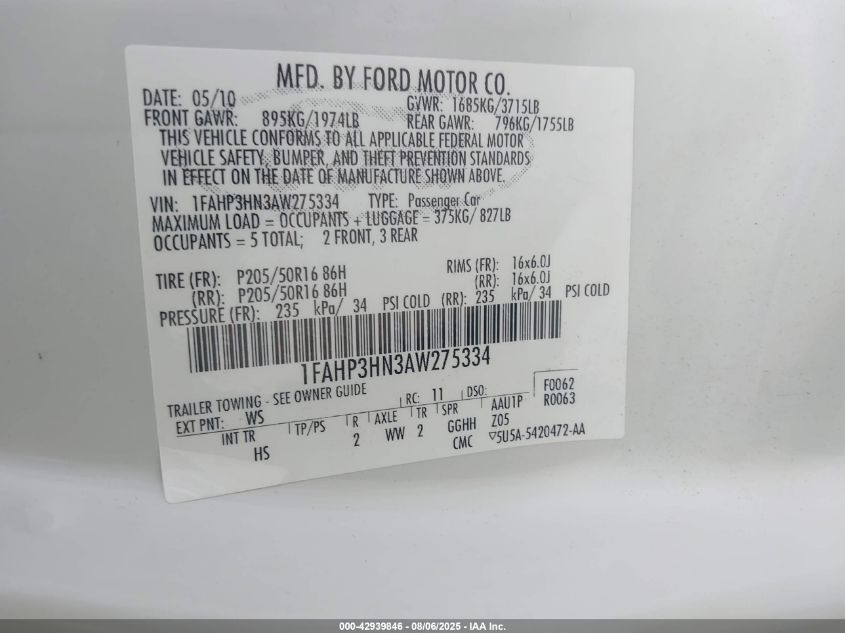 MFD. BY FORD MOTOR CO.
DATE: 05/10 GVWR: 1685KG/3715LB
FRONT GAWR: 895KG/1974LB REAR GAWR: 796KG/1755LB
THIS VEHICLE CONFORMS TO ALL APPLICABLE FEDERAL MOTOR
VEHICLE SAFETY, BUMPER, AND THEFT PREVENTION STANDARDS
IN EFFECT ON THE DATE OF MANUFACTURE SHOWN ABOVE.
VIN: 1FAHP3HN3AW275334 TYPE: Passenger Car
MAXIMUM LOAD = OCCUPANTS + LUGGAGE = 375KG/ 827LB
OCCUPANTS = 5 TOTAL; 2 FRONT, 3 REAR
TIRE (FR): P205/50R16 86H RIMS (FR): 16x6.0J
(RR): P205/50R16 86H (RR): 16x6.0J
PRESSURE (FR): 235 kPa/ 34 PSI COLD (RR): 235 kPa/ 34 PSI COLD
1FAHP3HN3AW275334
TRAILER TOWING - SEE OWNER GUIDE RC: 11 DSO: F0062
EXT PNT: WS AAU1P R0063
INT TR TP/PS R AXLE TR SPR Z05
HS 2 WW 2 GGHH
CMC ▽5U5A-5420472-AA
000-42939846 - 08/06/2025 - IAA Inc.